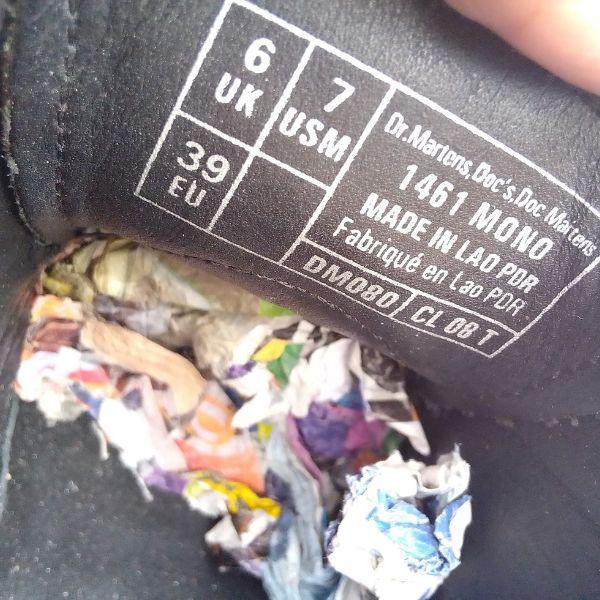 6
UK
7
USM
39
EU
Dr.Martens,Doc's,Doc Martens
1461 MONO
MADE IN LAO PDR
Fabriqué en Lao PDR
DM080
CL 08 T